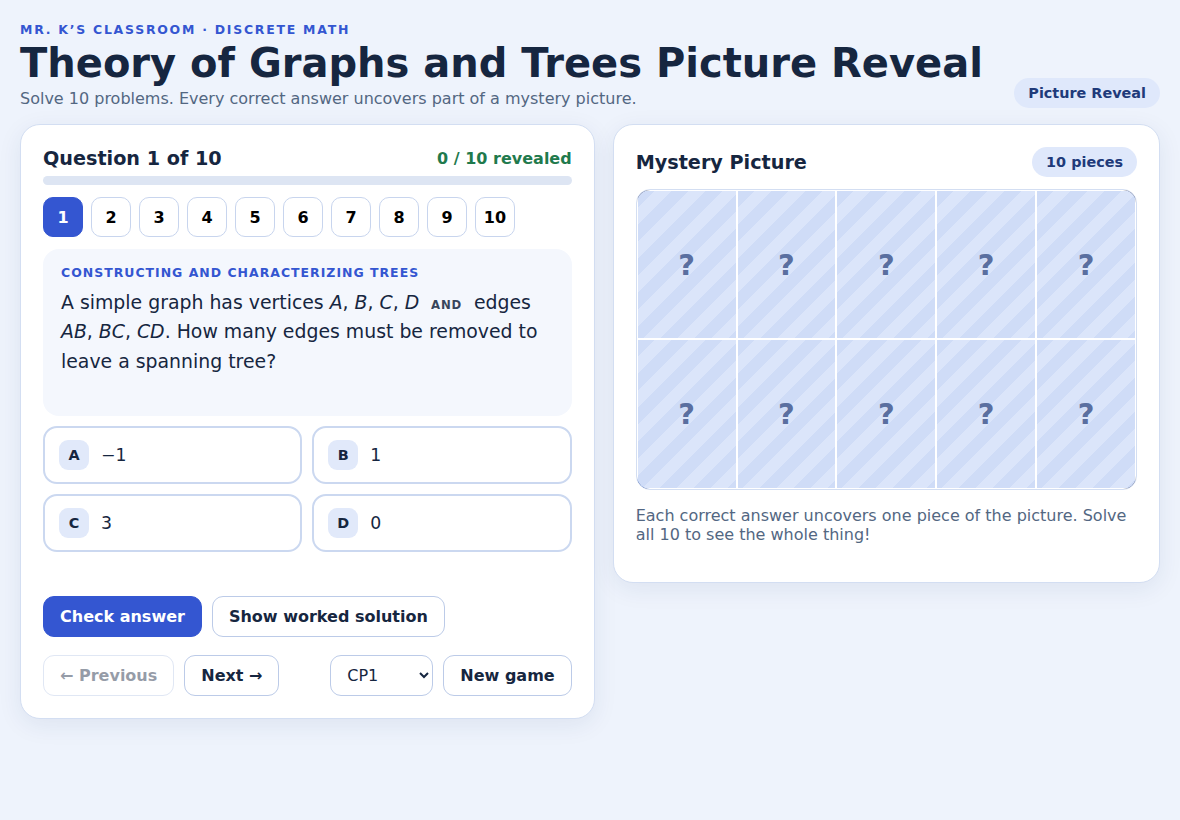 MR. K’S CLASSROOM · DISCRETE MATH
Theory of Graphs and Trees Picture Reveal
Solve 10 problems. Every correct answer uncovers part of a mystery picture.
Picture Reveal
Question 1 of 10
0 / 10 revealed
1 2 3 4 5 6 7 8 9 10
CONSTRUCTING AND CHARACTERIZING TREES
A simple graph has vertices A, B, C, D AND edges
AB, BC, CD. How many edges must be removed to
leave a spanning tree?
A −1
B 1
C 3
D 0
Check answer
Show worked solution
← Previous
Next →
CP1
New game
Mystery Picture
10 pieces
? ? ? ? ?
? ? ? ? ?
Each correct answer uncovers one piece of the picture. Solve
all 10 to see the whole thing!